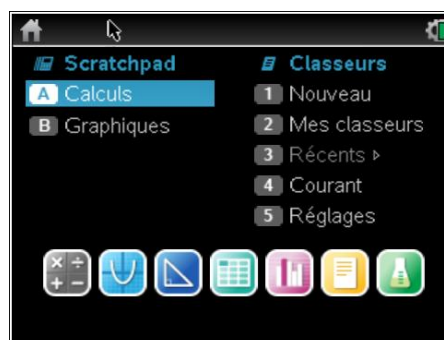 Scratchpad
A Calculs
B Graphiques
Classeurs
1 Nouveau
2 Mes classeurs
3 Récents ▸
4 Courant
5 Réglages